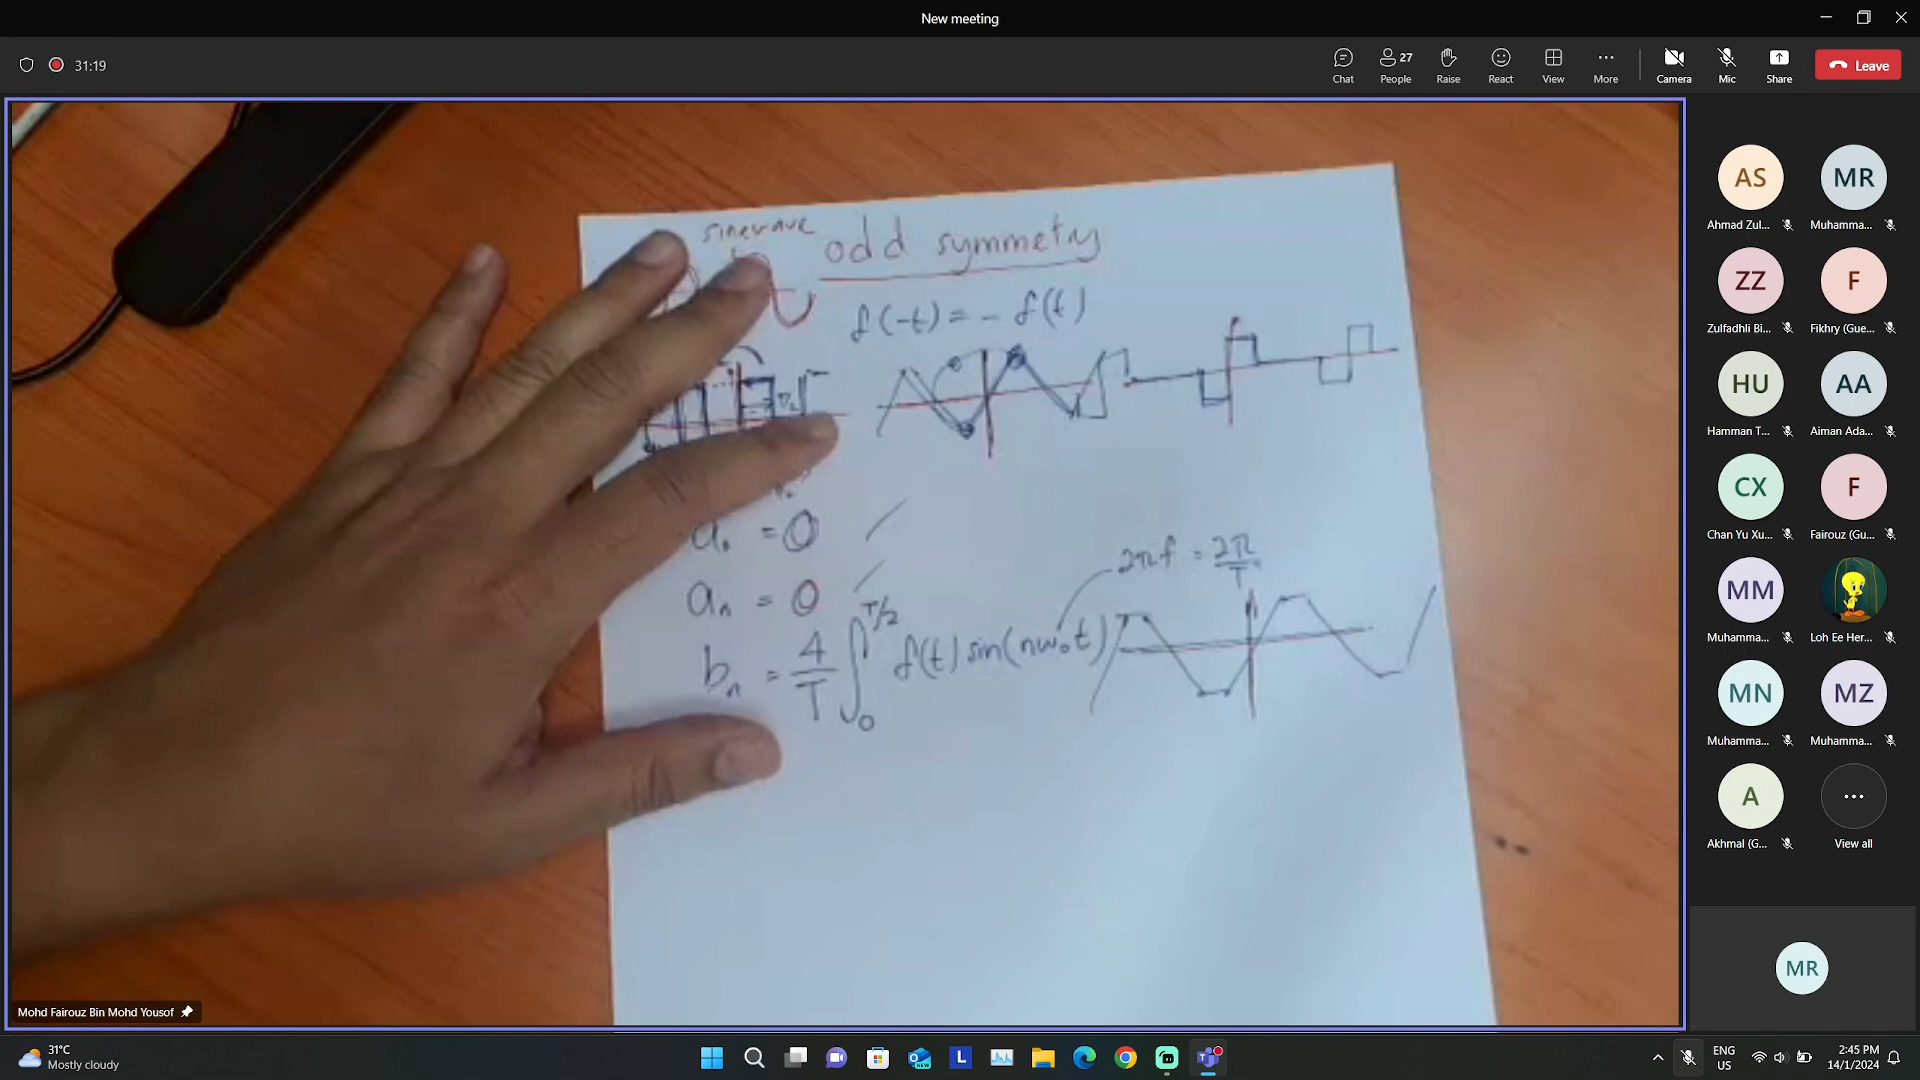 New meeting
31:19
Chat
27
People
Raise
React
View
More
Camera
Mic
Share
Leave
sinewave
odd symmetry
f(-t) = - f(t)
= 0
aₙ = 0
2πf = 2π/T
bₙ = 4/T ∫₀^T/2 f(t) sin(nω₀t)
AS
Ahmad Zul...
MR
Muhamma...
ZZ
Zulfadhli Bi...
F
Fikhry (Gue...
HU
Hamman T...
AA
Aiman Ada...
CX
Chan Yu Xu...
F
Fairouz (Gu...
MM
Muhamma...
Loh Ee Her...
MN
Muhamma...
MZ
Muhamma...
A
Akhmal (G...
...
View all
MR
Mohd Fairouz Bin Mohd Yousof
31°C
Mostly cloudy
NEW
L
ENG
US
2:45 PM
14/1/2024